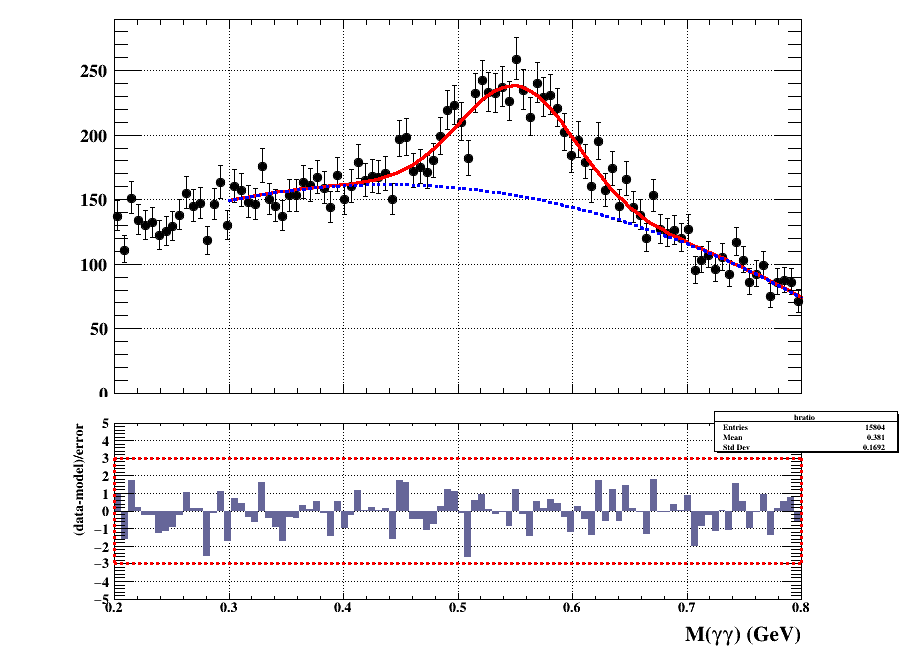 250
200
150
100
50
0
hratio
Entries 15804
Mean 0.381
Std Dev 0.1692
(data-model)/error
5
4
3
2
1
0
−1
−2
−3
−4
−5
0.2 0.3 0.4 0.5 0.6 0.7 0.8
M(γγ) (GeV)